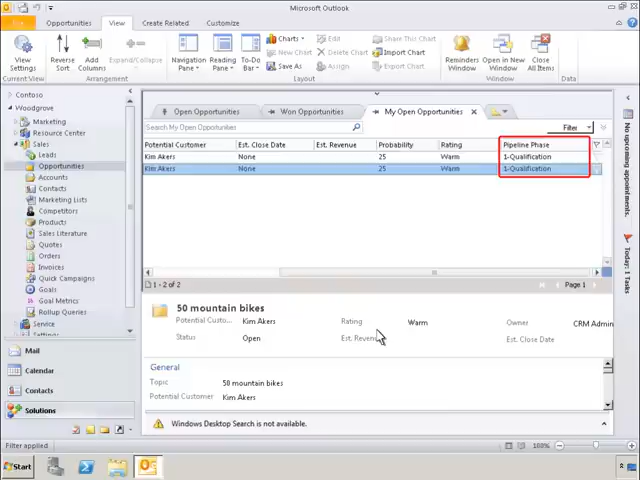 Microsoft Outlook
Opportunities View Create Related Customize
View Settings
Current View
Reverse Sort
Add Columns
Expand/Collapse
Arrangement
Navigation Pane
Reading Pane
To-Do Bar
Charts
New Chart
Save As
Edit
Delete Chart
Assign
Layout
Share This Chart
Import Chart
Export Chart
Reminders Window
Open in New Window
Close All Items
Window
Data
Contoso
Woodgrove
Marketing
Resource Center
Sales
Leads
Opportunities
Accounts
Contacts
Marketing Lists
Competitors
Products
Sales Literature
Quotes
Orders
Invoices
Quick Campaigns
Goals
Goal Metrics
Rollup Queries
Service
Settings
Mail
Calendar
Contacts
Solutions
Open Opportunities Won Opportunities My Open Opportunities
Search My Open Opportunities
Filter
Potential Customer Est. Close Date Est. Revenue Probability Rating Pipeline Phase
Kim Akers None 25 Warm 1-Qualification
Kim Akers None 25 Warm 1-Qualification
1 - 2 of 2 Page 1
50 mountain bikes
Potential Custo... Kim Akers Rating Warm Owner CRM Admin
Status Open Est. Revenu Est. Close Date
General
Topic 50 mountain bikes
Potential Customer Kim Akers
Windows Desktop Search is not available.
No upcoming appointments.
Today: 1 Tasks
Filter applied 100%
Start